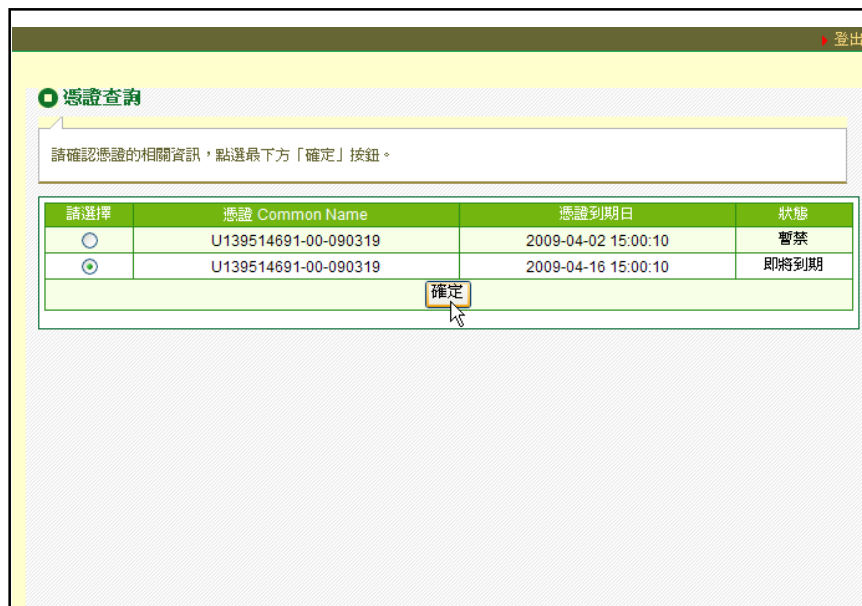 登出
憑證查詢
請確認憑證的相關資訊，點選最下方「確定」按鈕。
請選擇 憑證 Common Name 憑證到期日 狀態
U139514691-00-090319 2009-04-02 15:00:10 暫禁
U139514691-00-090319 2009-04-16 15:00:10 即將到期
確定